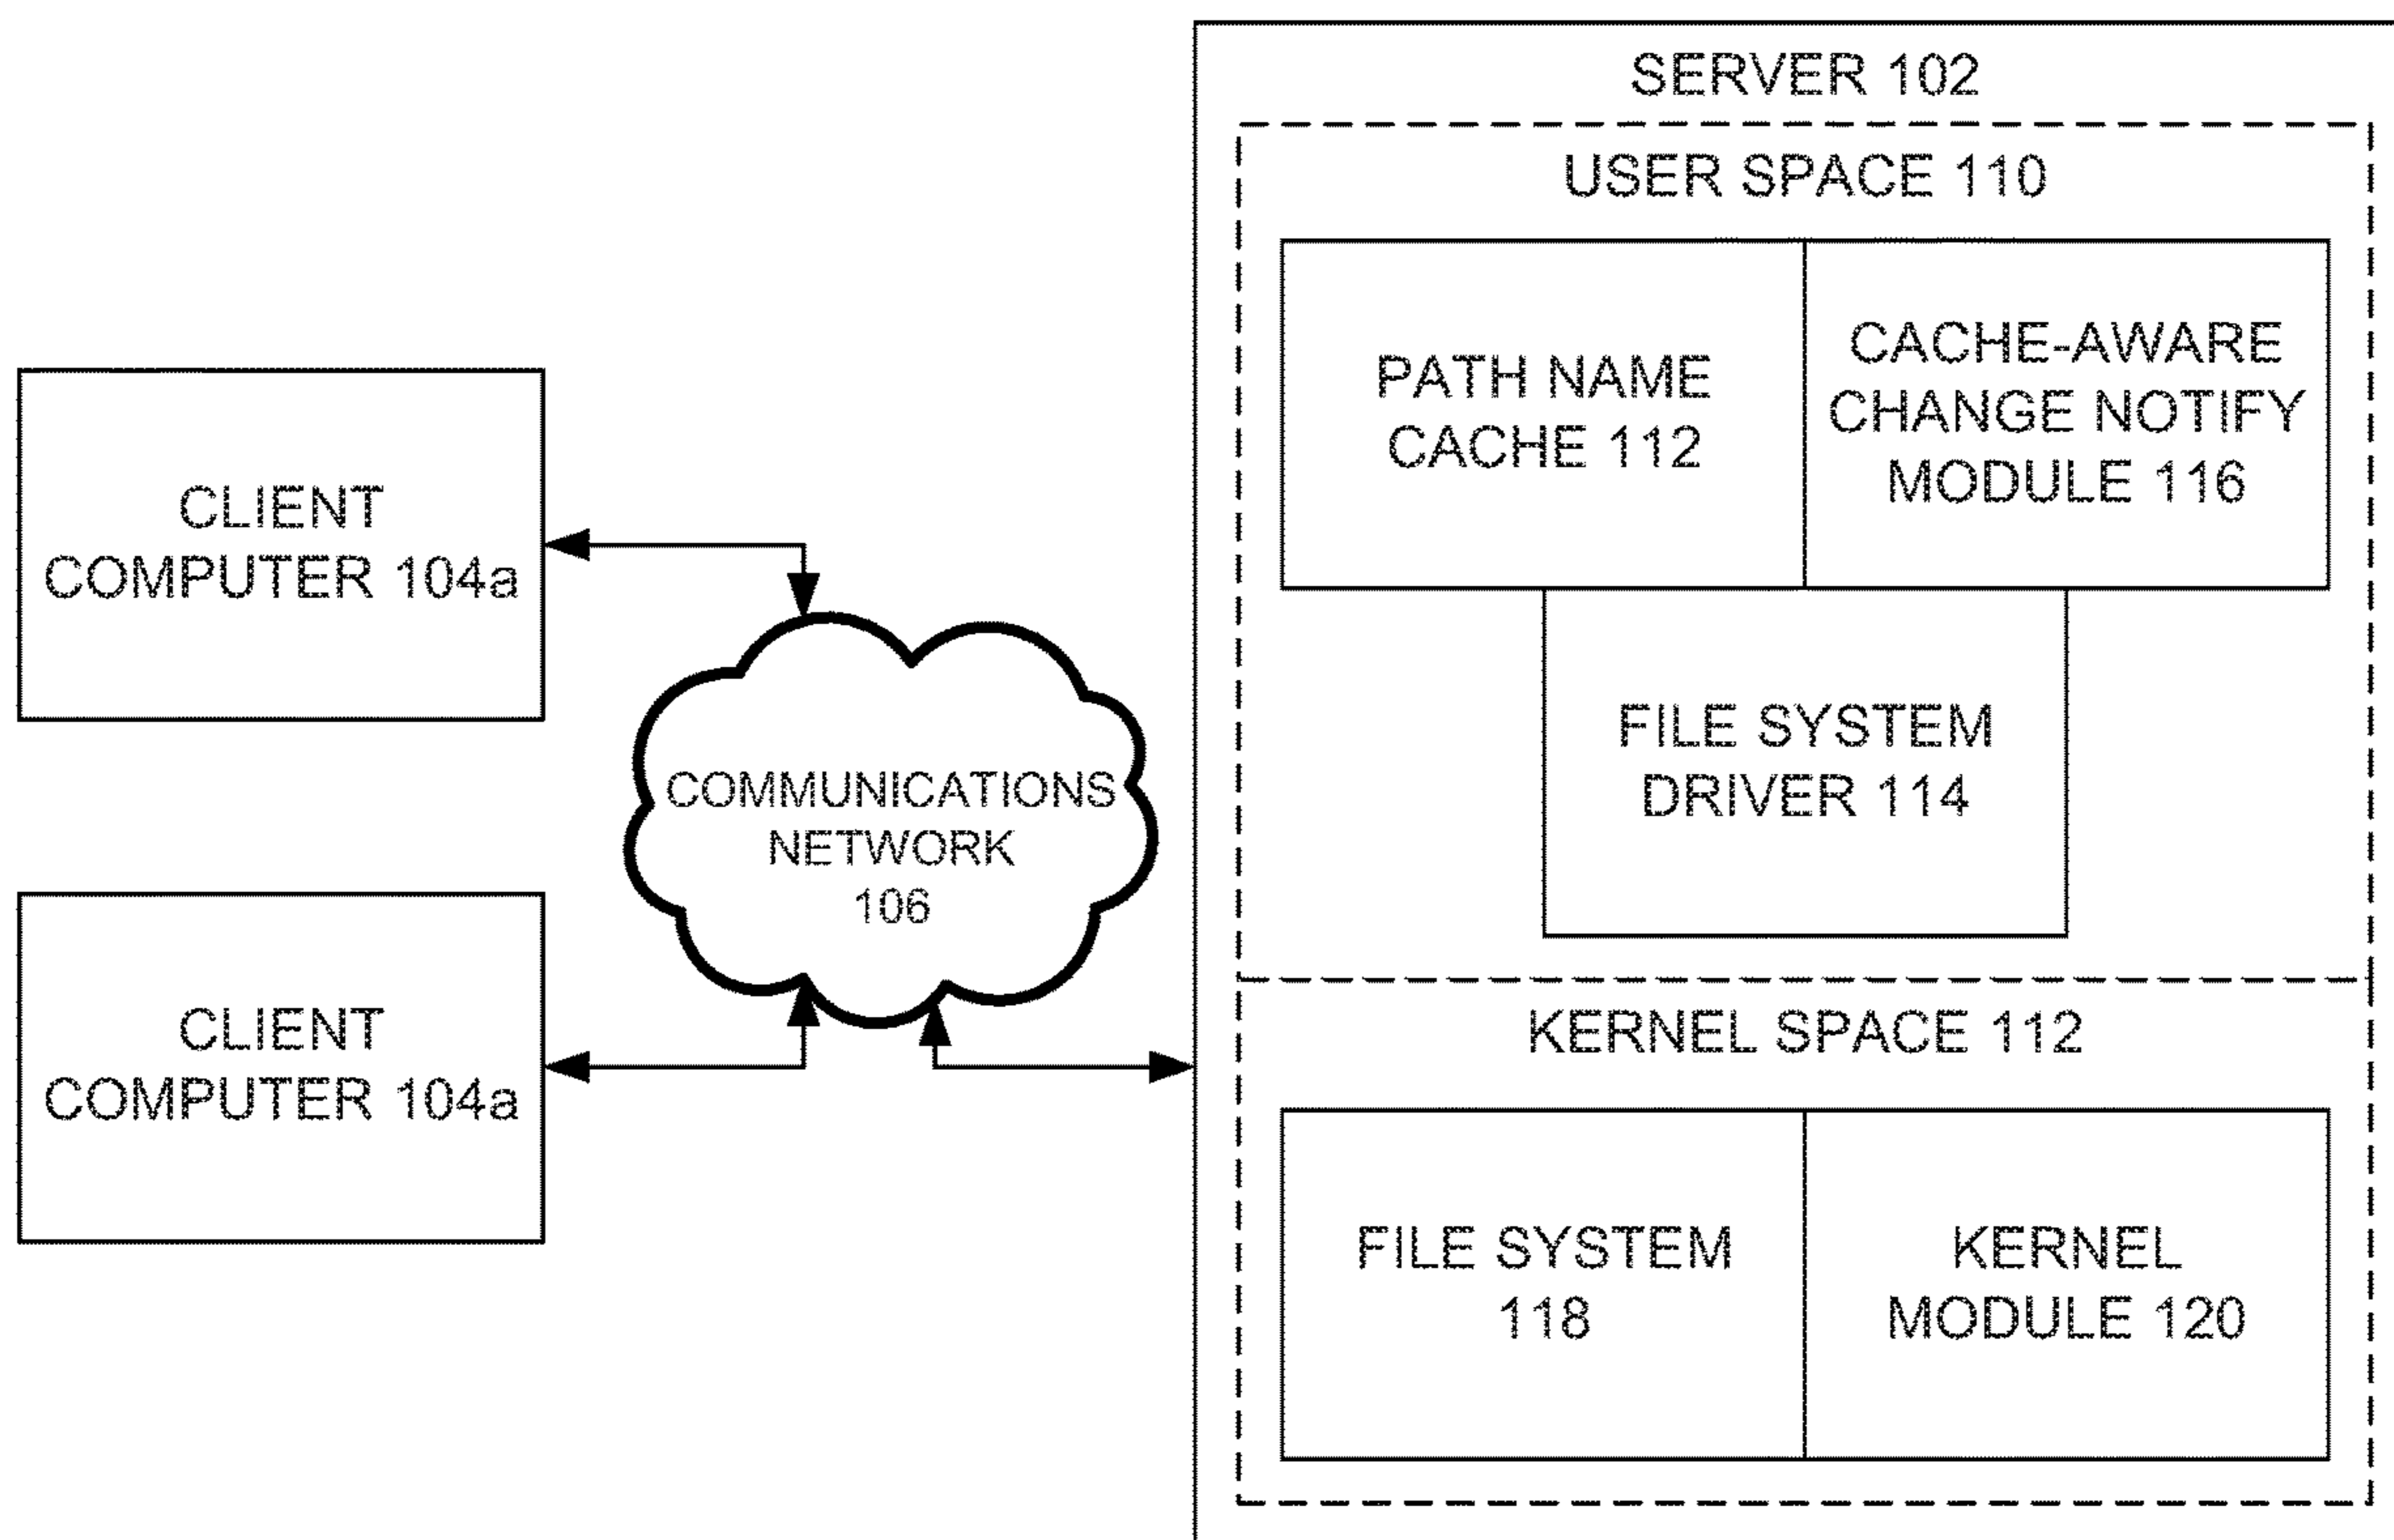 SERVER 102
USER SPACE 110
PATH NAME
CACHE 112
CACHE-AWARE
CHANGE NOTIFY
MODULE 116
CLIENT
COMPUTER 104a
COMMUNICATIONS
NETWORK
106
FILE SYSTEM
DRIVER 114
CLIENT
COMPUTER 104a
KERNEL SPACE 112
FILE SYSTEM
118
KERNEL
MODULE 120